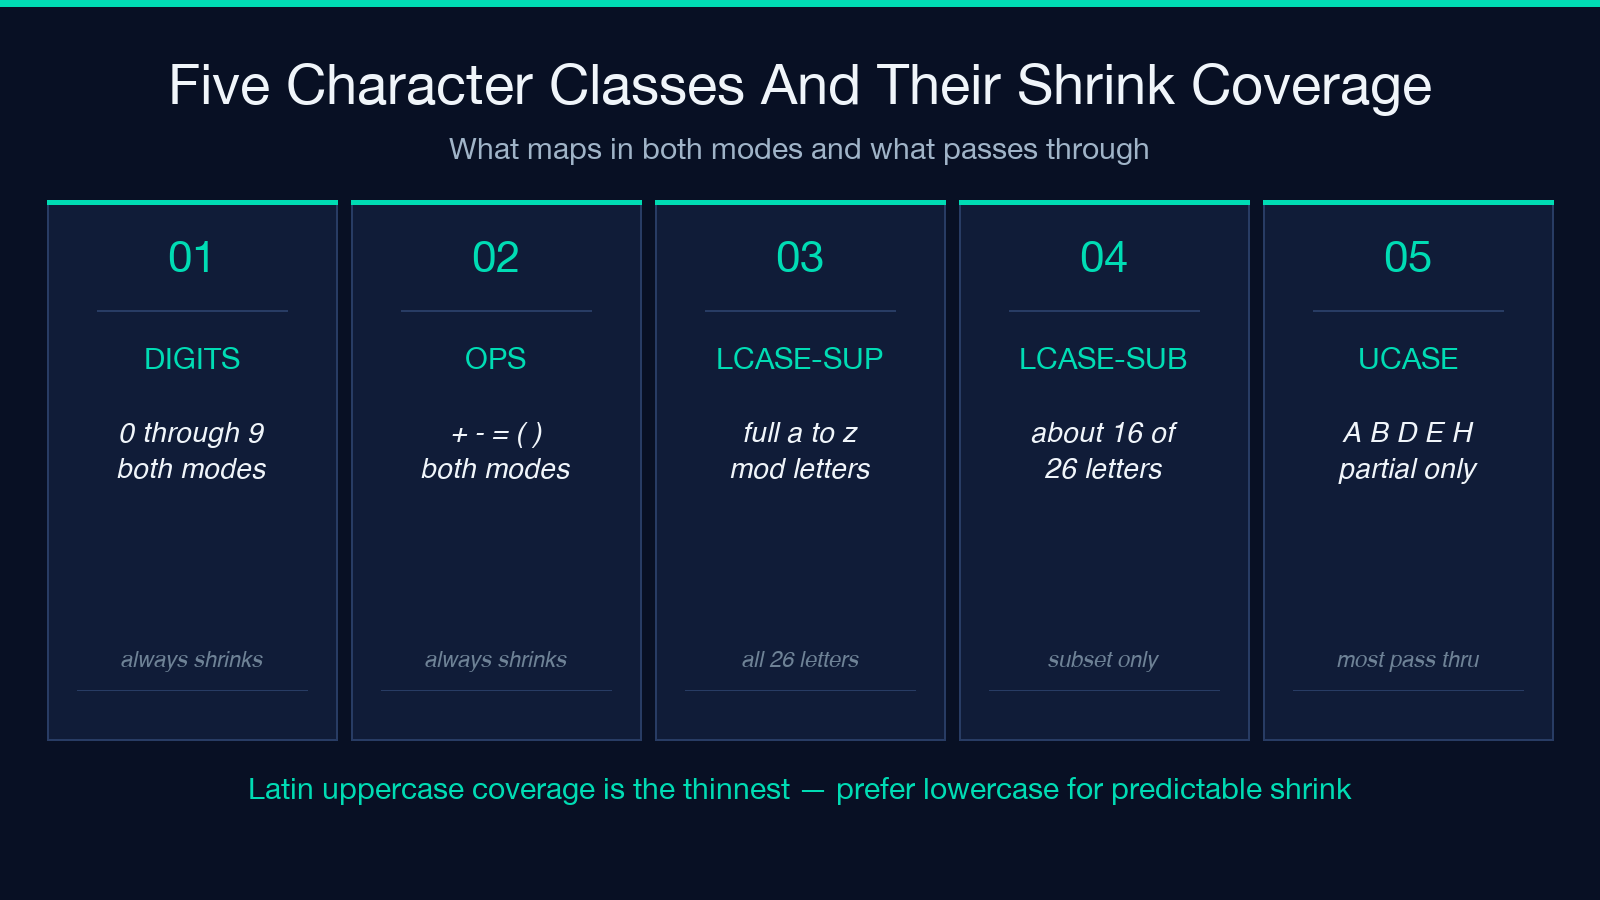 Five Character Classes And Their Shrink Coverage
What maps in both modes and what passes through
01
DIGITS
0 through 9
both modes
always shrinks
02
OPS
+ - = ( )
both modes
always shrinks
03
LCASE-SUP
full a to z
mod letters
all 26 letters
04
LCASE-SUB
about 16 of
26 letters
subset only
05
UCASE
A B D E H
partial only
most pass thru
Latin uppercase coverage is the thinnest — prefer lowercase for predictable shrink